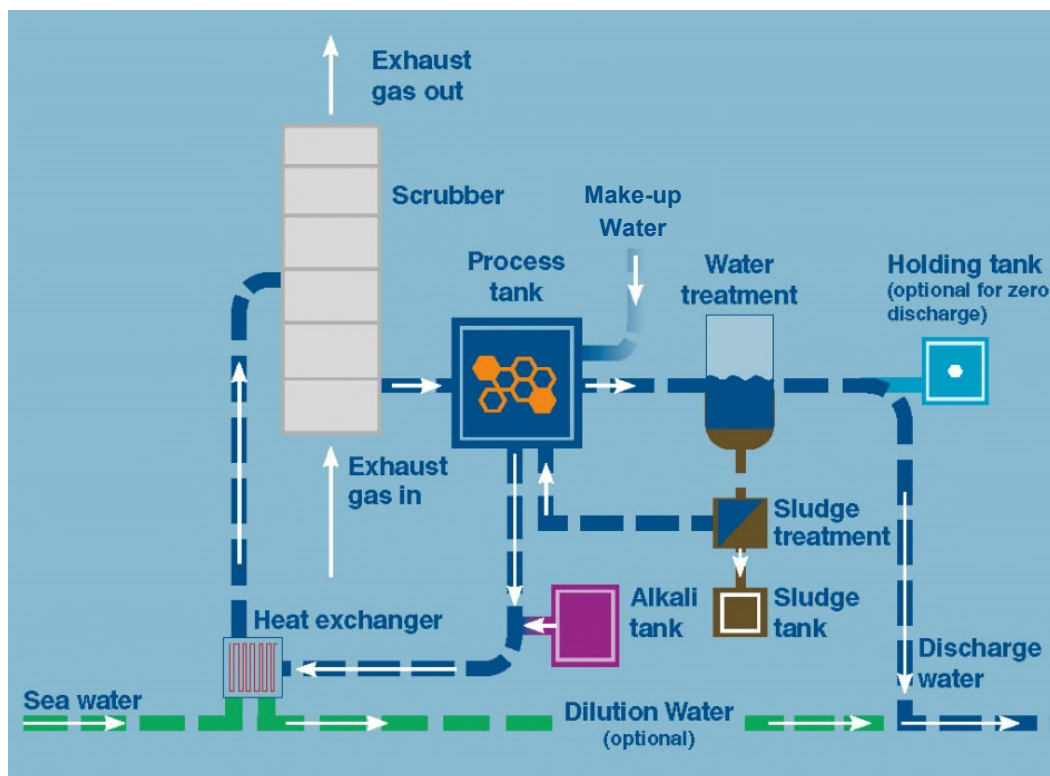 Exhaust
gas out
Scrubber
Make-up
Water
Process
tank
Water
treatment
Holding tank
(optional for zero
discharge)
Exhaust
gas in
Sludge
treatment
Alkali
tank
Sludge
tank
Heat exchanger
Discharge
water
Sea water
Dilution Water
(optional)